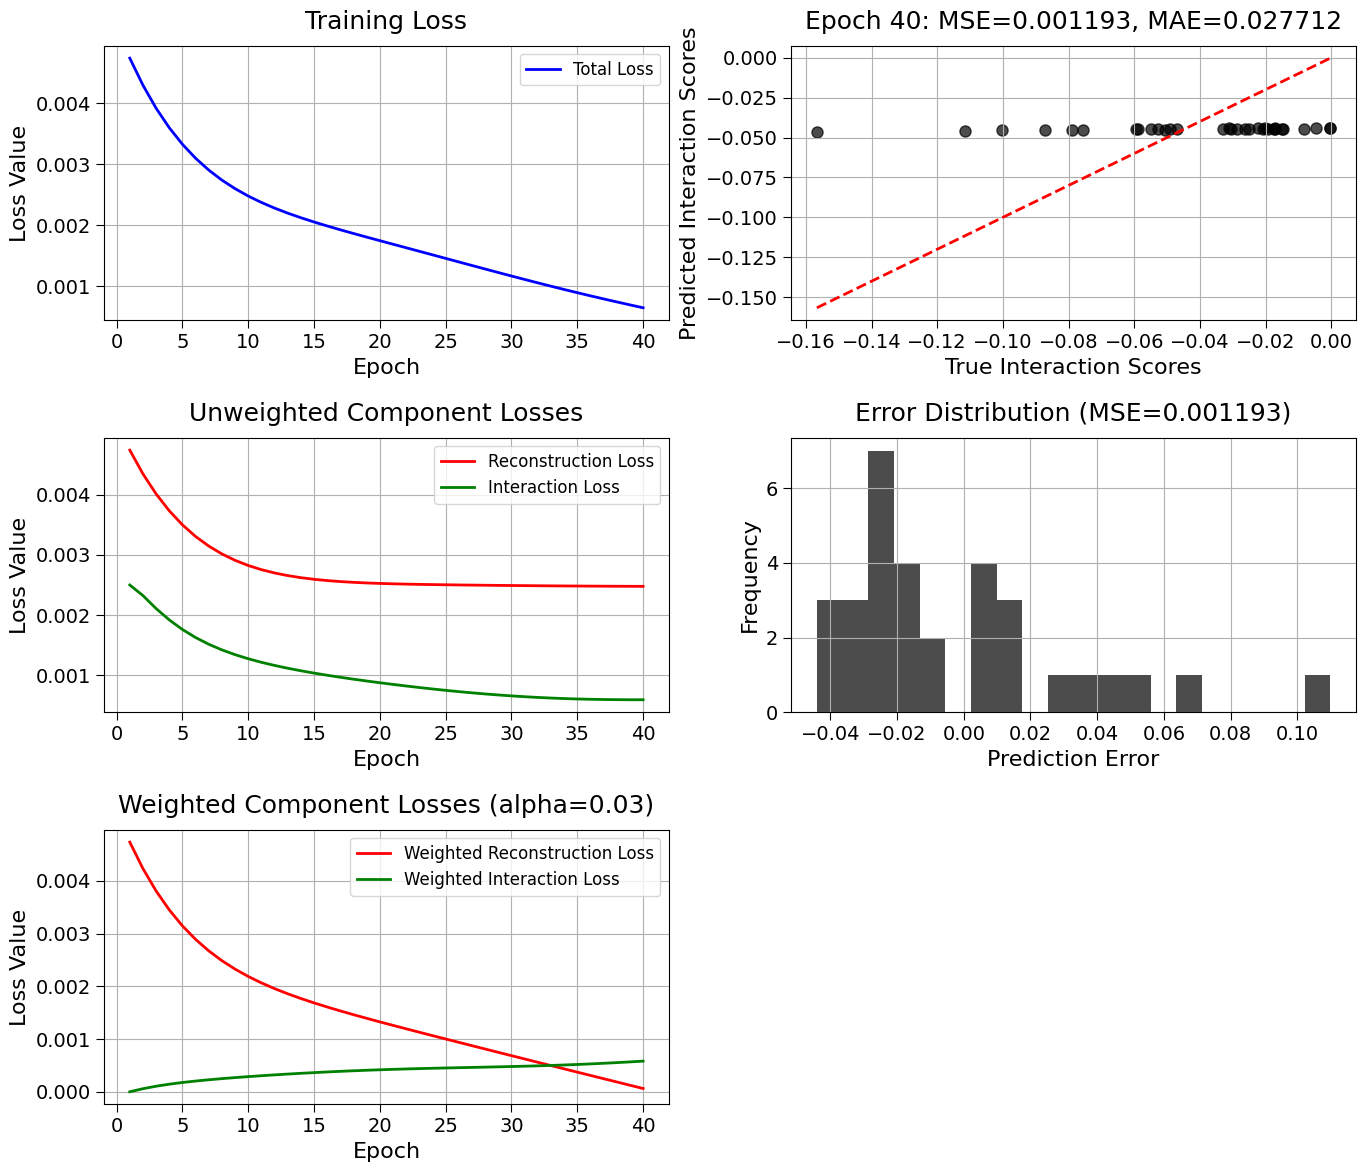 Training Loss
Total Loss
0.004
0.003
0.002
0.001
Loss Value
0 5 10 15 20 25 30 35 40
Epoch
Epoch 40: MSE=0.001193, MAE=0.027712
0.000
−0.025
−0.050
−0.075
−0.100
−0.125
−0.150
Predicted Interaction Scores
−0.16 −0.14 −0.12 −0.10 −0.08 −0.06 −0.04 −0.02 0.00
True Interaction Scores
Unweighted Component Losses
Reconstruction Loss
Interaction Loss
0.004
0.003
0.002
0.001
Loss Value
0 5 10 15 20 25 30 35 40
Epoch
Error Distribution (MSE=0.001193)
6
4
2
0
Frequency
−0.04 −0.02 0.00 0.02 0.04 0.06 0.08 0.10
Prediction Error
Weighted Component Losses (alpha=0.03)
Weighted Reconstruction Loss
Weighted Interaction Loss
0.004
0.003
0.002
0.001
0.000
Loss Value
0 5 10 15 20 25 30 35 40
Epoch